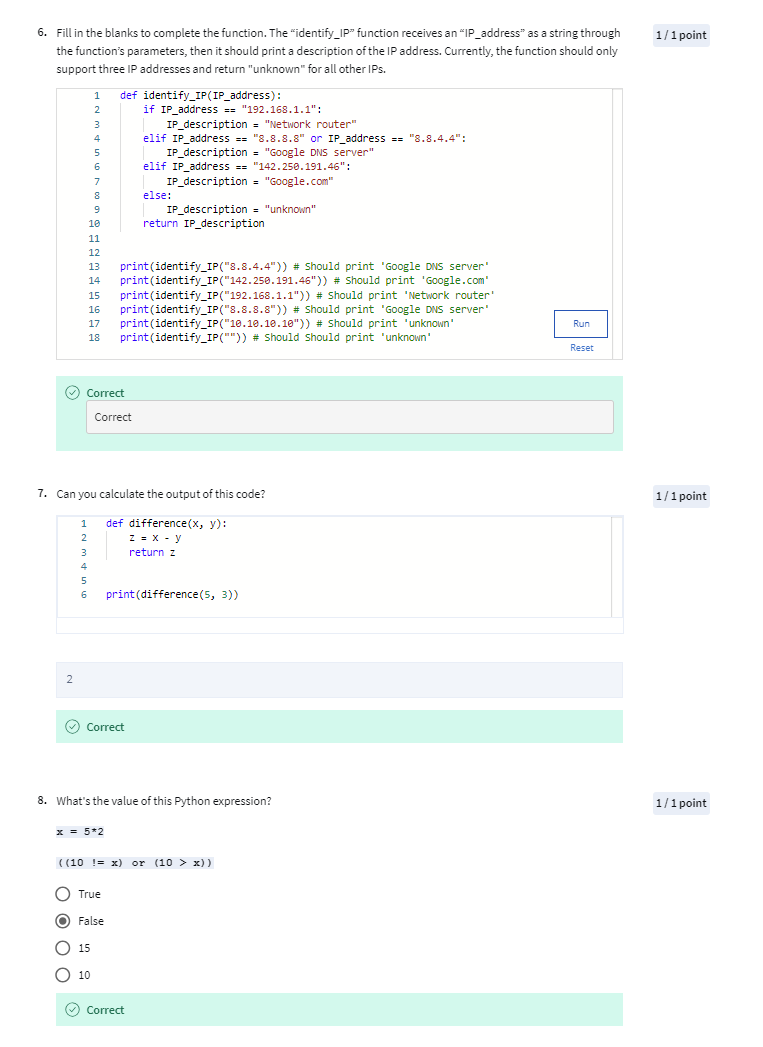 6. Fill in the blanks to complete the function. The “identify_IP” function receives an “IP_address” as a string through
the function’s parameters, then it should print a description of the IP address. Currently, the function should only
support three IP addresses and return "unknown" for all other IPs.
1 / 1 point
1 def identify_IP(IP_address):
2 if IP_address == "192.168.1.1":
3 IP_description = "Network router"
4 elif IP_address == "8.8.8.8" or IP_address == "8.8.4.4":
5 IP_description = "Google DNS server"
6 elif IP_address == "142.250.191.46":
7 IP_description = "Google.com"
8 else:
9 IP_description = "unknown"
10 return IP_description
11
12
13 print(identify_IP("8.8.4.4")) # Should print 'Google DNS server'
14 print(identify_IP("142.250.191.46")) # Should print 'Google.com'
15 print(identify_IP("192.168.1.1")) # Should print 'Network router'
16 print(identify_IP("8.8.8.8")) # Should print 'Google DNS server'
17 print(identify_IP("10.10.10.10")) # Should print 'unknown'
18 print(identify_IP("")) # Should Should print 'unknown'
Run
Reset
Correct
Correct
7. Can you calculate the output of this code?
1 / 1 point
1 def difference(x, y):
2 z = x - y
3 return z
4
5
6 print(difference(5, 3))
2
Correct
8. What's the value of this Python expression?
1 / 1 point
x = 5*2
((10 != x) or (10 > x))
True
False
15
10
Correct